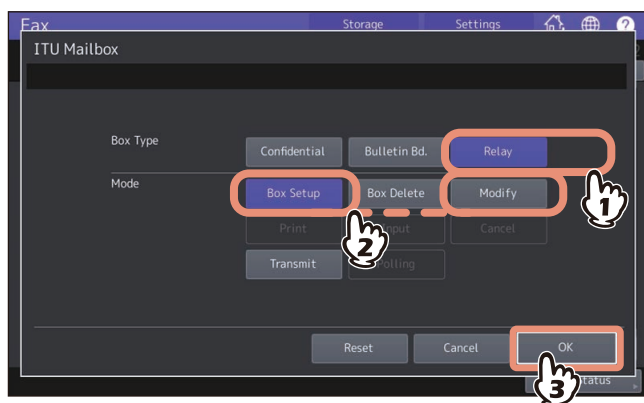 Fax Storage Settings ?
ITU Mailbox
Box Type Confidential Bulletin Bd. Relay
1
Mode Box Setup Box Delete Modify
Print Cancel
2
Transmit Polling
Reset Cancel OK
3